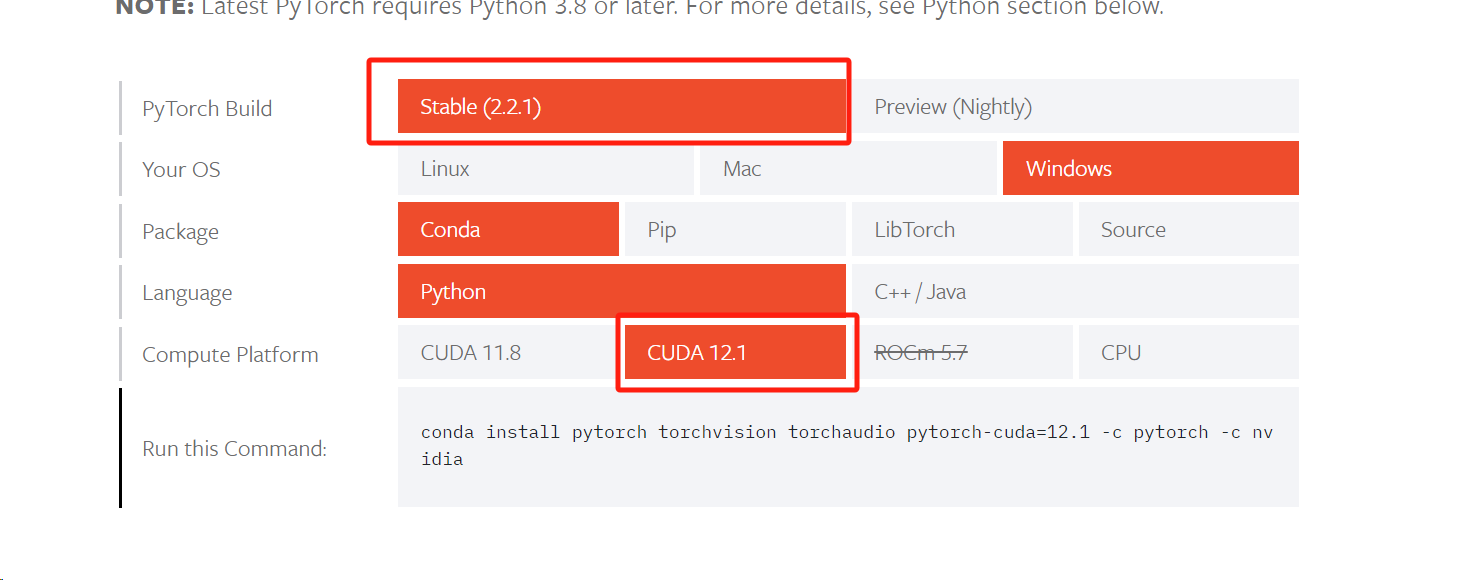 NOTE: Latest PyTorch requires Python 3.8 or later. For more details, see Python section below.
PyTorch Build Stable (2.2.1) Preview (Nightly)
Your OS Linux Mac Windows
Package Conda Pip LibTorch Source
Language Python C++ / Java
Compute Platform CUDA 11.8 CUDA 12.1 ROCm 5.7 CPU
Run this Command: conda install pytorch torchvision torchaudio pytorch-cuda=12.1 -c pytorch -c nv
idia